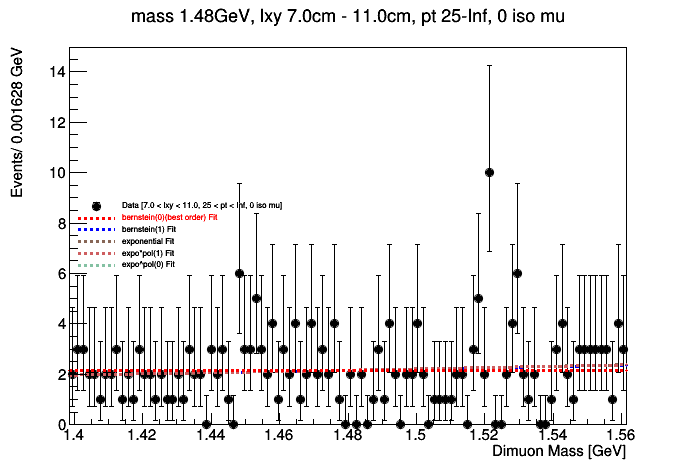 mass 1.48GeV, lxy 7.0cm - 11.0cm, pt 25-Inf, 0 iso mu
Events/ 0.001628 GeV
14
12
10
8
6
4
2
0
Data [7.0 < lxy < 11.0, 25 < pt < Inf, 0 iso mu]
bernstein(0)(best order) Fit
bernstein(1) Fit
exponential Fit
expo*pol(1) Fit
expo^pol(0) Fit
1.4 1.42 1.44 1.46 1.48 1.5 1.52 1.54 1.56
Dimuon Mass [GeV]